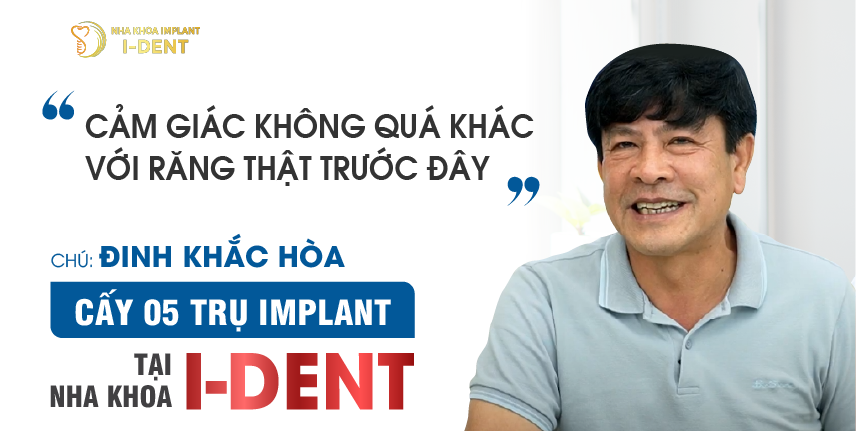 NHA KHOA IMPLANT
I-DENT
“ CẢM GIÁC KHÔNG QUÁ KHÁC
VỚI RĂNG THẬT TRƯỚC ĐÂY ”
CHÚ: ĐINH KHẮC HÒA
CẤY 05 TRỤ IMPLANT
TẠI
NHA KHOA I-DENT